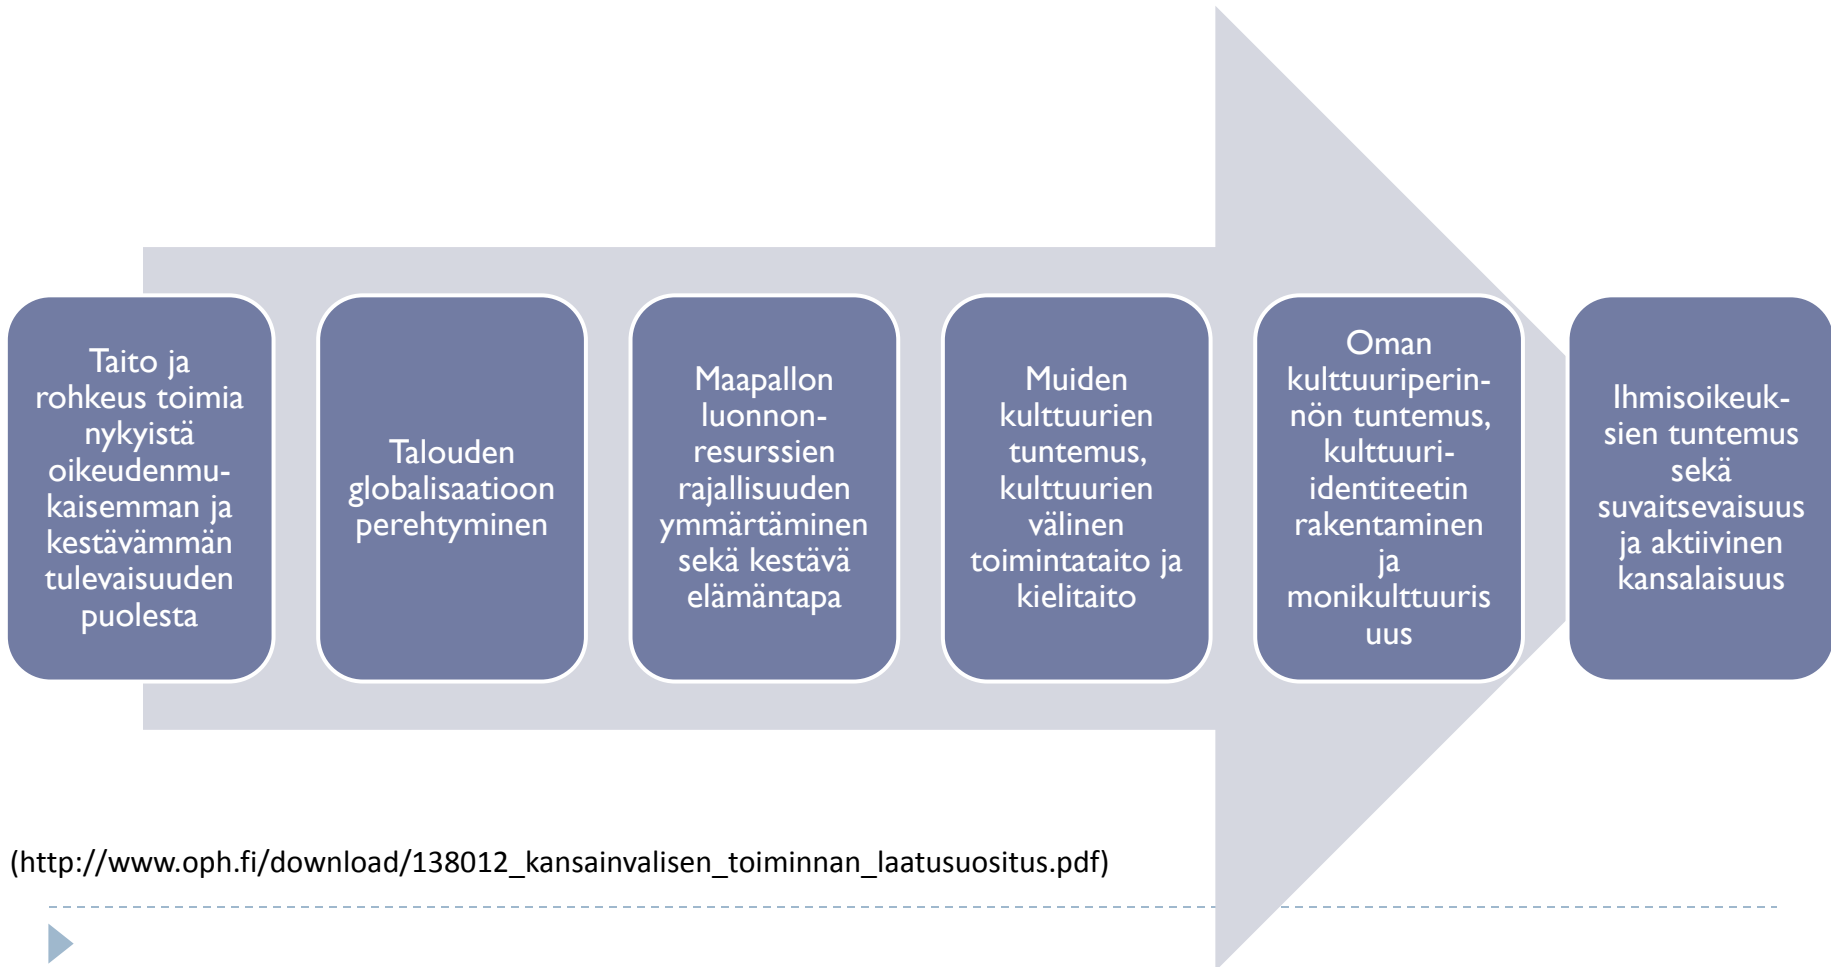 Taito ja
rohkeus toimia
nykyistä
oikeudenmu-
kaisemman ja
kestävämmän
tulevaisuuden
puolesta
Talouden
globalisaatioon
perehtyminen
Maapallon
luonnon-
resurssien
rajallisuuden
ymmärtäminen
sekä kestävä
elämäntapa
Muiden
kulttuurien
tuntemus,
kulttuurien
välinen
toimintataito ja
kielitaito
Oman
kulttuuriperin-
nön tuntemus,
kulttuuri-
identiteetin
rakentaminen
ja
monikulttuuris
uus
Ihmisoikeuk-
sien tuntemus
sekä
suvaitsevaisuus
ja aktiivinen
kansalaisuus
(http://www.oph.fi/download/138012_kansainvalisen_toiminnan_laatusuositus.pdf)